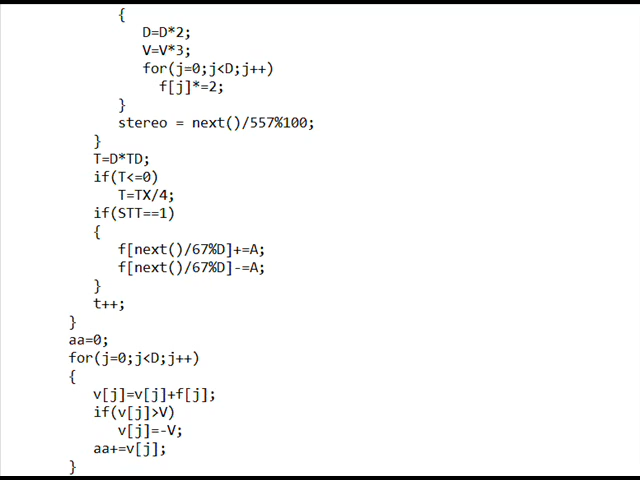 {
D=D*2;
V=V*3;
for(j=0;j<D;j++)
f[j]*=2;
}
stereo = next()/557%100;
}
T=D*TD;
if(T<=0)
T=TX/4;
if(STT==1)
{
f[next()/67%D]+=A;
f[next()/67%D]-=A;
}
t++;
}
aa=0;
for(j=0;j<D;j++)
{
v[j]=v[j]+f[j];
if(v[j]>V)
v[j]=-V;
aa+=v[j];
}